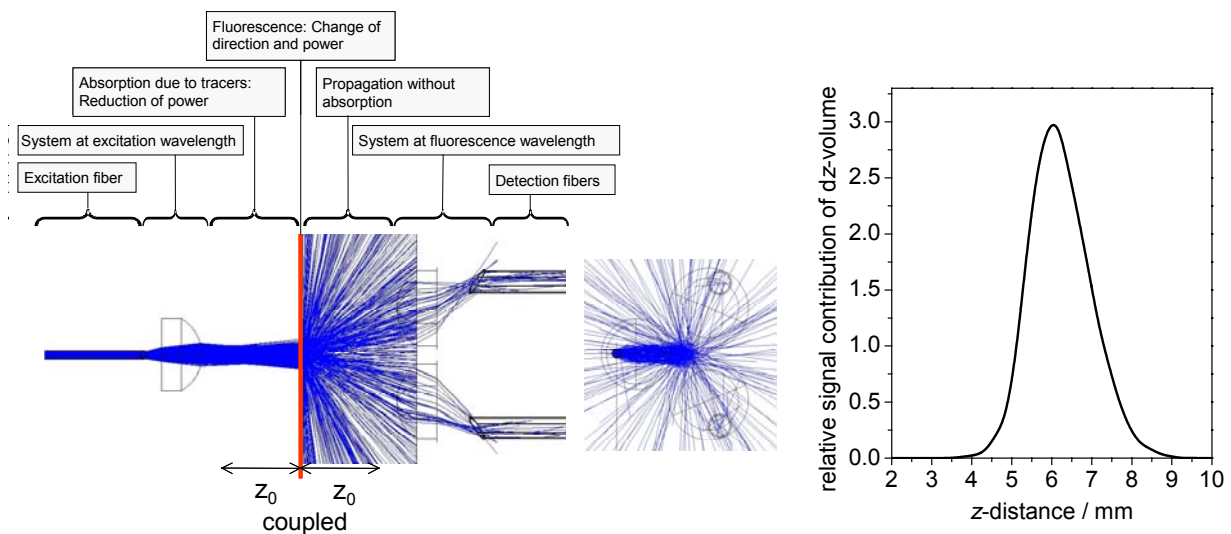 Fluorescence: Change of
direction and power
Absorption due to tracers:
Reduction of power
Propagation without
absorption
System at excitation wavelength
System at fluorescence wavelength
Excitation fiber
Detection fibers
z₀
z₀
coupled
relative signal contribution of dz-volume
3.0
2.5
2.0
1.5
1.0
0.5
0.0
2 3 4 5 6 7 8 9 10
z-distance / mm